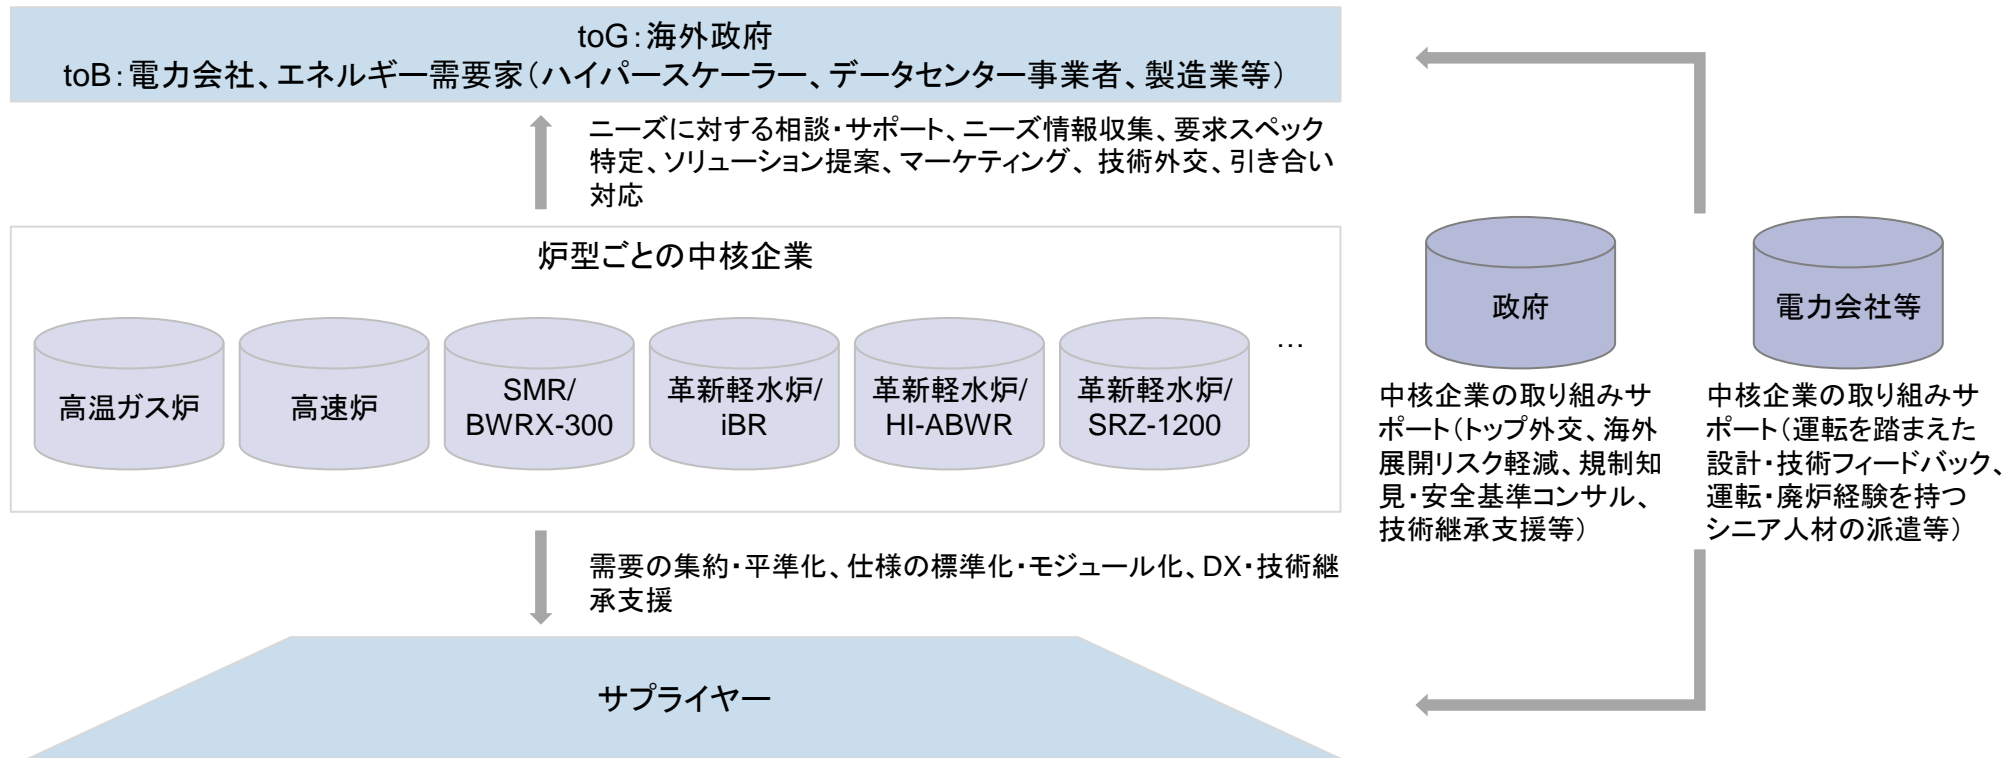 toG：海外政府
toB：電力会社、エネルギー需要家（ハイパースケーラー、データセンター事業者、製造業等）
ニーズに対する相談・サポート、ニーズ情報収集、要求スペック
特定、ソリューション提案、マーケティング、技術外交、引き合い
対応
炉型ごとの中核企業
高温ガス炉
高速炉
SMR/
BWRX-300
革新軽水炉/
iBR
革新軽水炉/
HI-ABWR
革新軽水炉/
SRZ-1200
…
需要の集約・平準化、仕様の標準化・モジュール化、DX・技術継
承支援
サプライヤー
政府
中核企業の取り組みサ
ポート（トップ外交、海外
展開リスク軽減、規制知
見・安全基準コンサル、
技術継承支援等）
電力会社等
中核企業の取り組みサ
ポート（運転を踏まえた
設計・技術フィードバック、
運転・廃炉経験を持つ
シニア人材の派遣等）